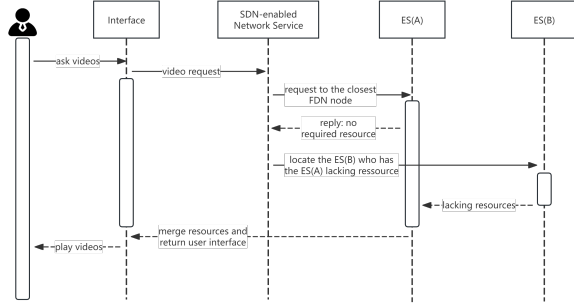 Interface
SDN-enabled
Network Service
ES(A)
ES(B)
ask videos
video request
request to the closest
FDN node
reply: no
required resource
locate the ES(B) who has
the ES(A) lacking ressource
lacking resources
merge resources and
return user interface
play videos